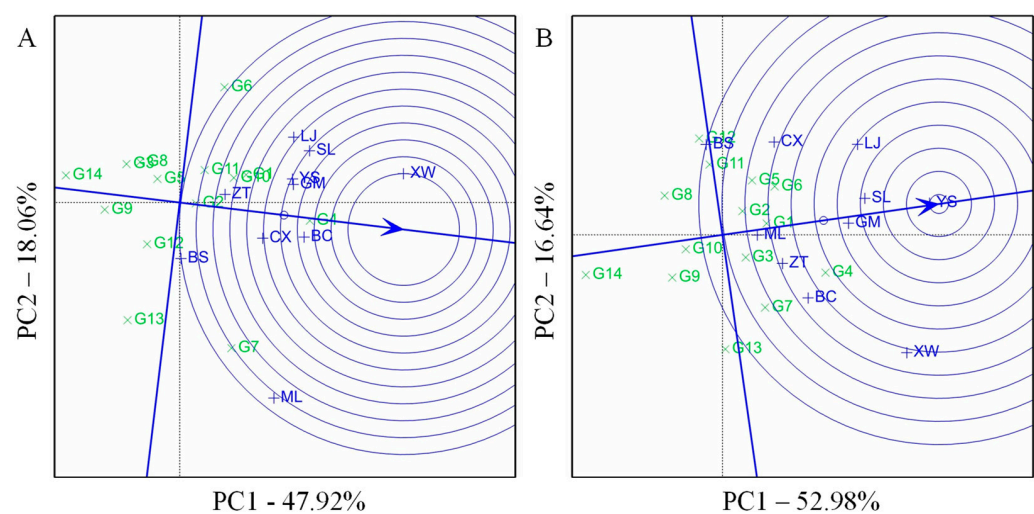 A
G6
LJ
SL
G3
G8
G11
G1
G10
YS
GM
XW
G14
G5
ZT
G9
G2
G4
G12
CX
BC
BS
G13
G7
ML
PC2 – 18.06%
PC1 - 47.92%
B
G12
BS
CX
LJ
G11
G5
G6
G8
SL
YS
G2
G1
GM
ML
G10
G3
ZT
G14
G9
G4
BC
G7
G13
XW
PC2 – 16.64%
PC1 – 52.98%